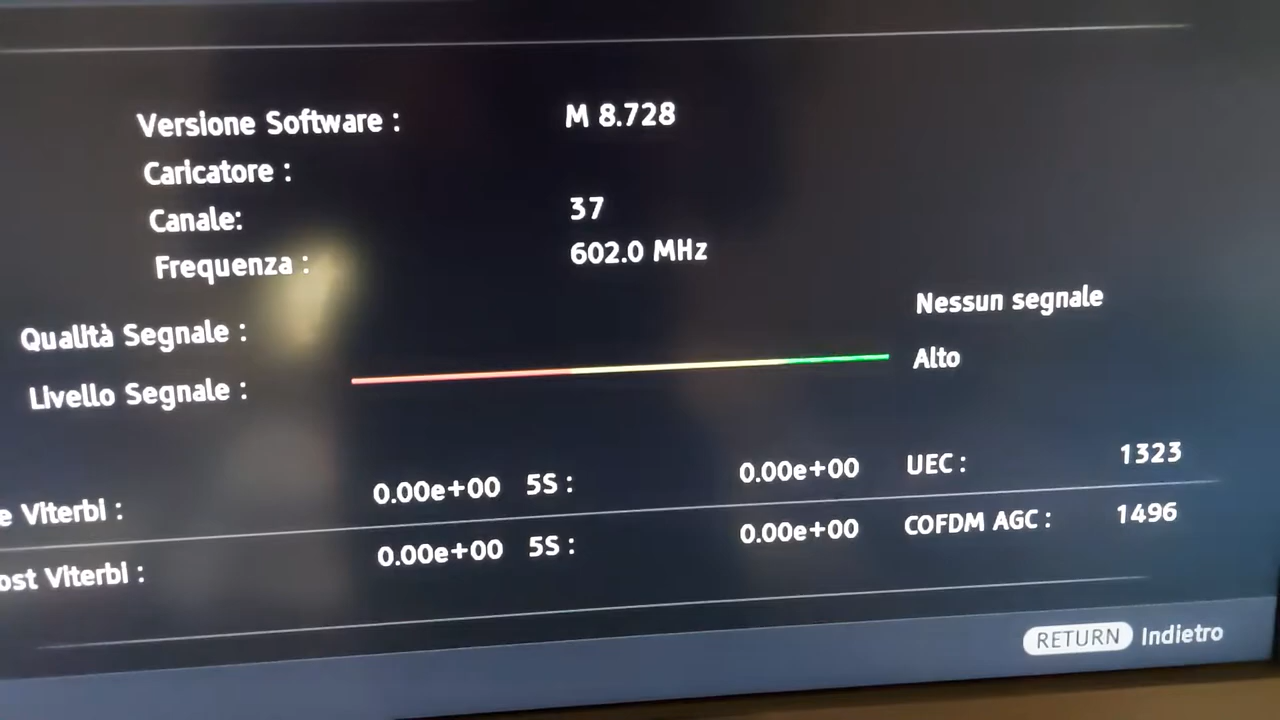 Versione Software : M 8.728
Caricatore :
Canale: 37
Frequenza : 602.0 MHz
Qualità Segnale : Nessun segnale
Livello Segnale : Alto
e Viterbi : 0.00e+00 5S : 0.00e+00 UEC : 1323
ost Viterbi : 0.00e+00 5S : 0.00e+00 COFDM AGC : 1496
RETURN Indietro